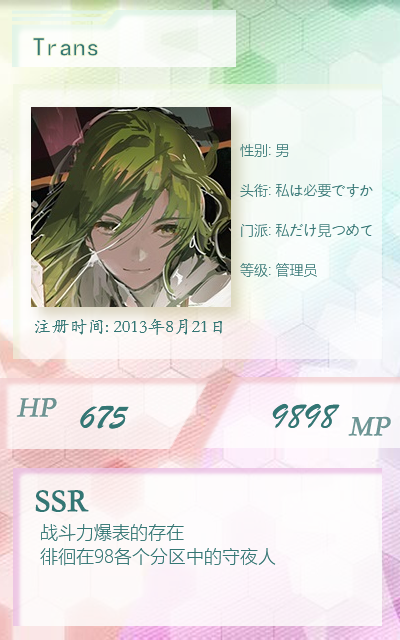 Trans
性别: 男
头衔: 私は必要ですか
门派: 私だけ見つめて
等级: 管理员
注册时间: 2013年8月21日
HP 675
9898 MP
SSR
战斗力爆表的存在
徘徊在98各个分区中的守夜人